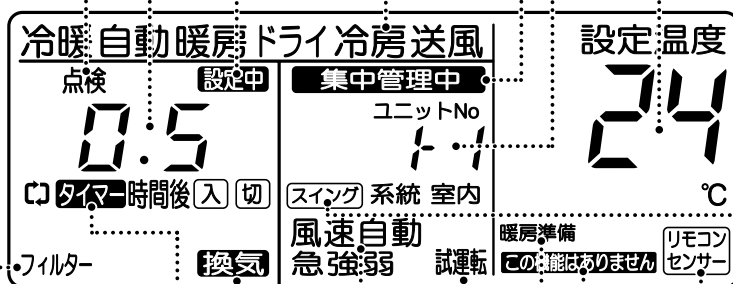 冷暖自動暖房ドライ冷房送風
設定温度
点検 設定中
集中管理中
ユニットNo
0.5
1-1
24
℃
タイマー時間後 入 切
スイング 系統 室内
風速自動
急強弱 試運転
暖房準備
この機能はありません
リモコン
センサー
フィルター 換気